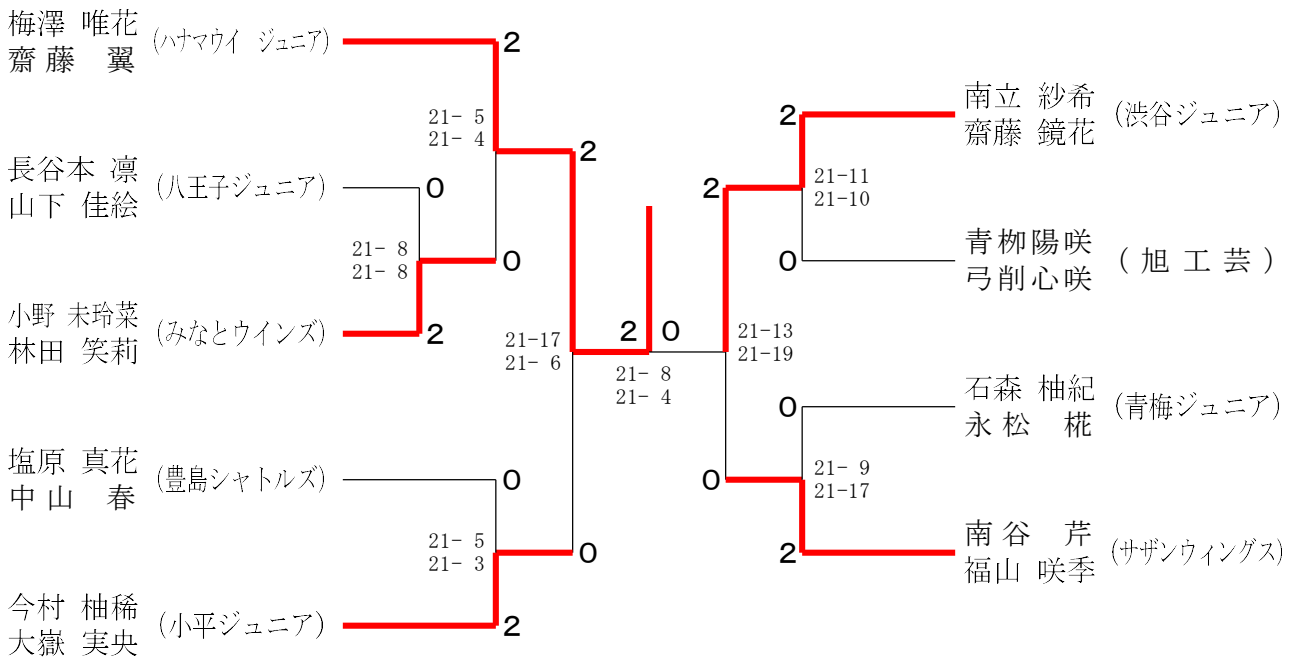 梅澤 唯花
齋藤 翼
(ハナマウイ ジュニア)
2
21- 5
21- 4
2
長谷本 凛
山下 佳絵
(八王子ジュニア)
0
21- 8
21- 8
0
小野 未玲菜
林田 笑莉
(みなとウインズ)
2
21-17
21- 6
2
0
21- 8
21- 4
塩原 真花
中山 春
(豊島シャトルズ)
0
21- 5
21- 3
0
今村 柚稀
大嶽 実央
(小平ジュニア)
2
2
南立 紗希
齋藤 鏡花
(渋谷ジュニア)
2
21-11
21-10
0
青栁陽咲
弓削心咲
(旭工芸)
21-13
21-19
0
石森 柚紀
永松 椛
(青梅ジュニア)
0
21- 9
21-17
2
南谷 芹
福山 咲季
(サザンウィングス)